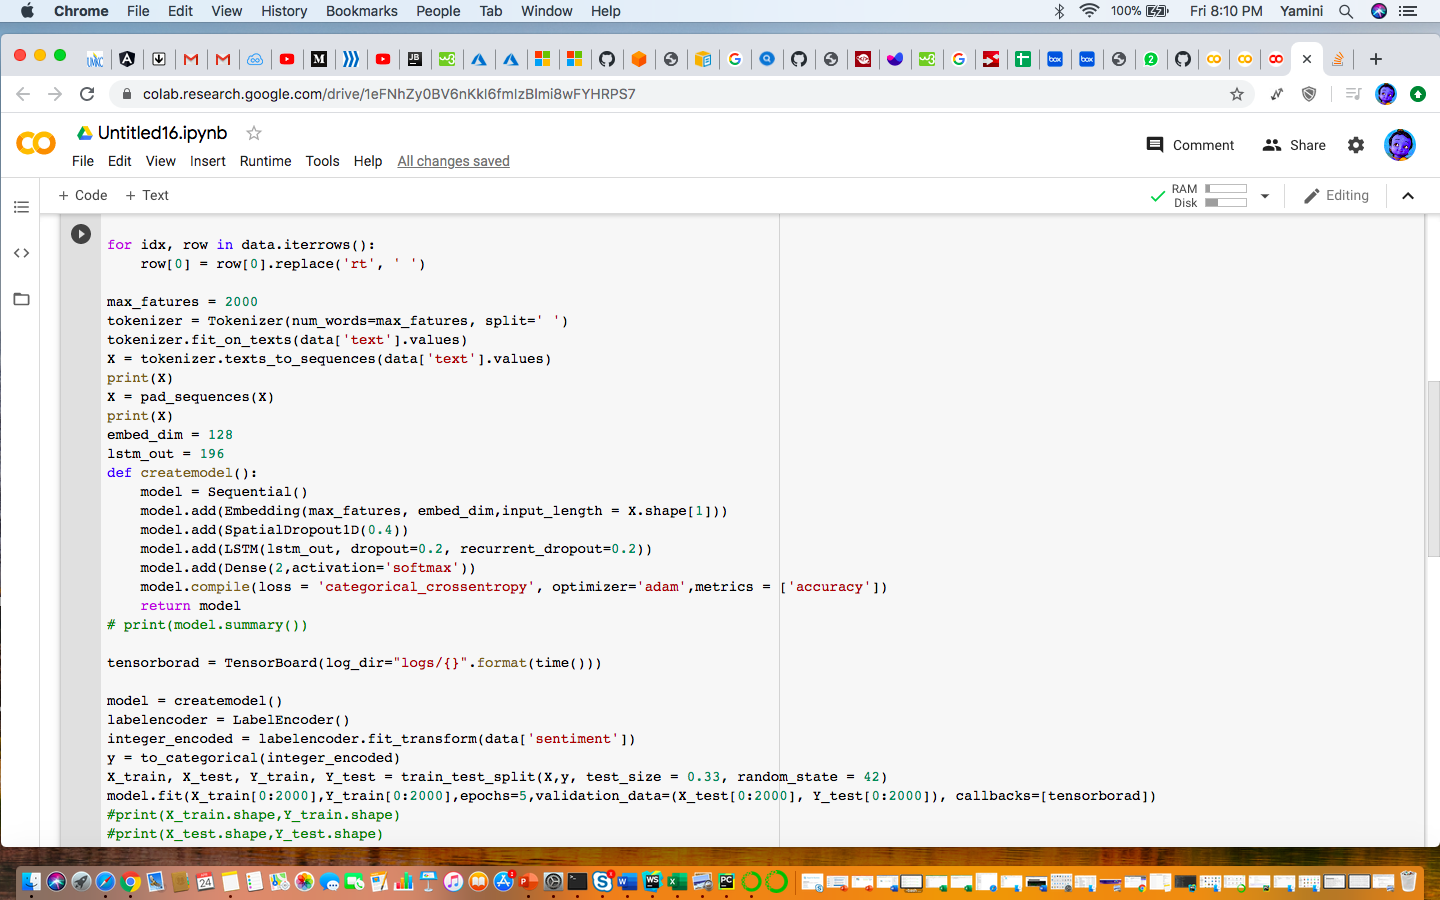 Chrome File Edit View History Bookmarks People Tab Window Help 100% Fri 8:10 PM Yamini
colab.research.google.com/drive/1eFNhZy0BV6nKkl6fmIzBImi8wFYHRPS7
CO Untitled16.ipynb
Comment Share
File Edit View Insert Runtime Tools Help All changes saved
+ Code + Text RAM Disk Editing
for idx, row in data.iterrows():
    row[0] = row[0].replace('rt', ' ')
max_fatures = 2000
tokenizer = Tokenizer(num_words=max_fatures, split=' ')
tokenizer.fit_on_texts(data['text'].values)
X = tokenizer.texts_to_sequences(data['text'].values)
print(X)
X = pad_sequences(X)
print(X)
embed_dim = 128
lstm_out = 196
def createmodel():
    model = Sequential()
    model.add(Embedding(max_fatures, embed_dim,input_length = X.shape[1]))
    model.add(SpatialDropout1D(0.4))
    model.add(LSTM(lstm_out, dropout=0.2, recurrent_dropout=0.2))
    model.add(Dense(2,activation='softmax'))
    model.compile(loss = 'categorical_crossentropy', optimizer='adam',metrics = ['accuracy'])
    return model
# print(model.summary())
tensorborad = TensorBoard(log_dir="logs/{}".format(time()))
model = createmodel()
labelencoder = LabelEncoder()
integer_encoded = labelencoder.fit_transform(data['sentiment'])
y = to_categorical(integer_encoded)
X_train, X_test, Y_train, Y_test = train_test_split(X,y, test_size = 0.33, random_state = 42)
model.fit(X_train[0:2000],Y_train[0:2000],epochs=5,validation_data=(X_test[0:2000], Y_test[0:2000]), callbacks=[tensorborad])
#print(X_train.shape,Y_train.shape)
#print(X_test.shape,Y_test.shape)